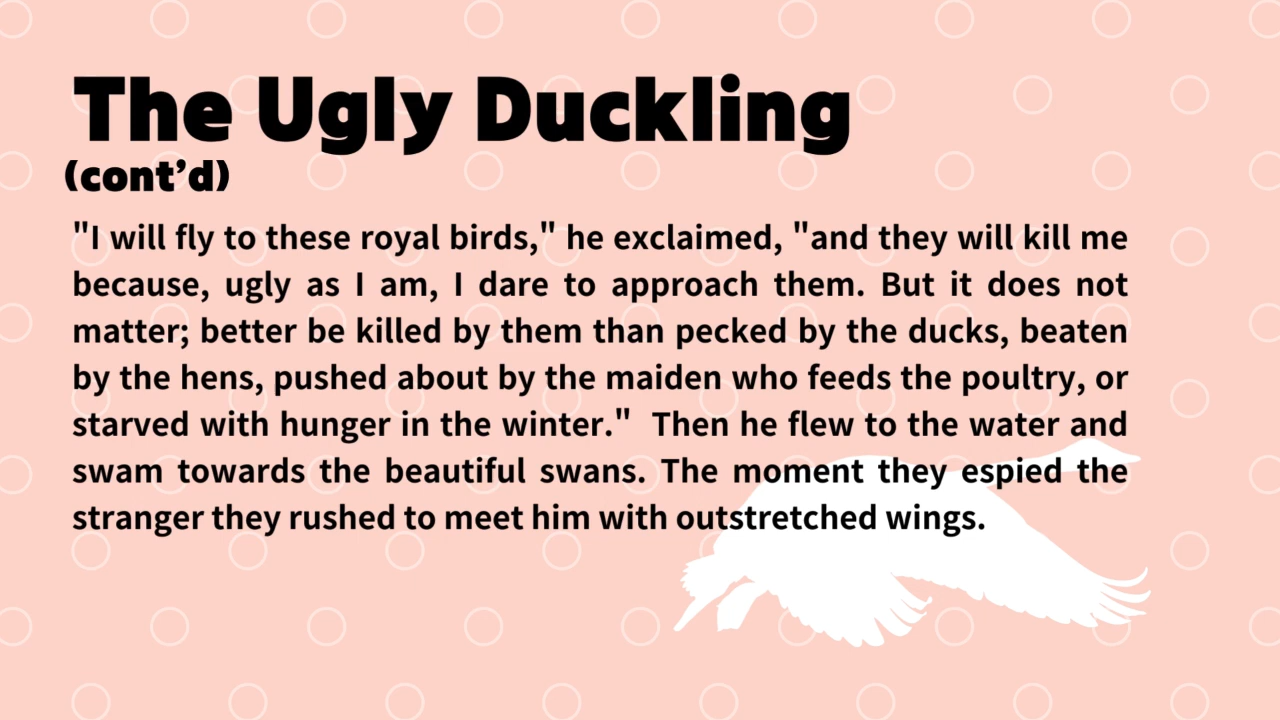 The Ugly Duckling
(cont’d)
"I will fly to these royal birds," he exclaimed, "and they will kill me
because, ugly as I am, I dare to approach them. But it does not
matter; better be killed by them than pecked by the ducks, beaten
by the hens, pushed about by the maiden who feeds the poultry, or
starved with hunger in the winter."  Then he flew to the water and
swam towards the beautiful swans. The moment they espied the
stranger they rushed to meet him with outstretched wings.